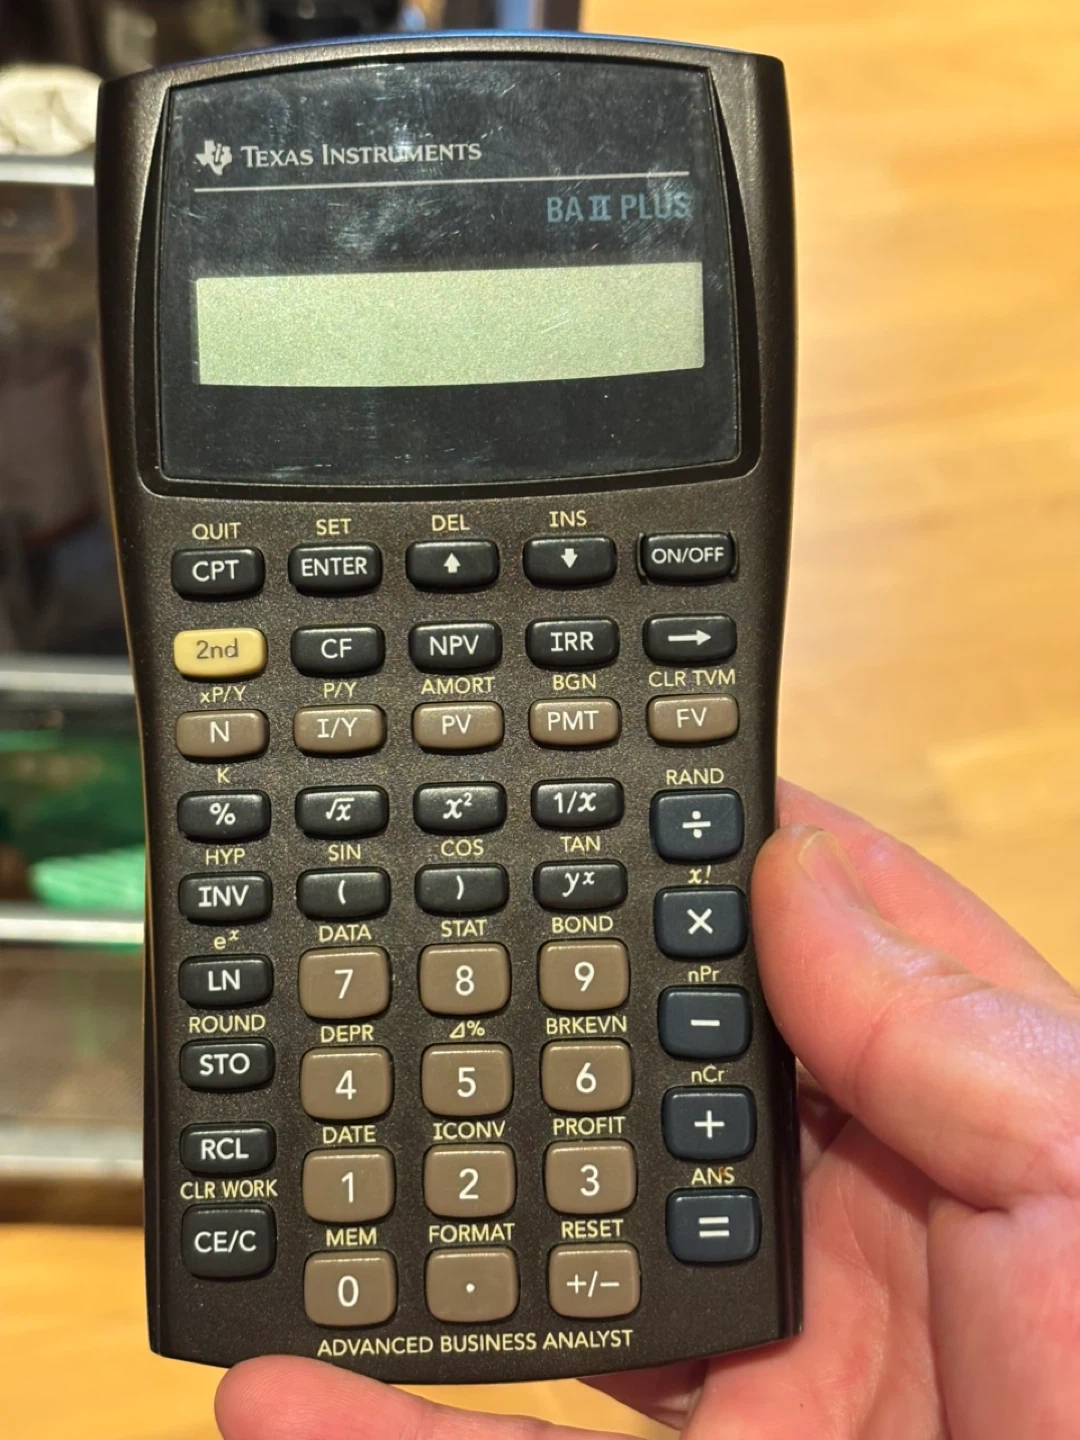 TEXAS INSTRUMENTS
BA II PLUS
QUIT SET DEL INS
CPT ENTER ON/OFF
2nd CF NPV IRR →
xP/Y P/Y AMORT BGN CLR TVM
N I/Y PV PMT FV
K RAND
% √x x² 1/x ÷
HYP SIN COS TAN x!
INV ( ) yˣ ×
eˣ DATA STAT BOND nPr
LN 7 8 9 −
ROUND DEPR Δ% BRKEVN nCr
STO 4 5 6 +
DATE ICONV PROFIT ANS
RCL 1 2 3 =
CLR WORK MEM FORMAT RESET
CE/C 0 . +/−
ADVANCED BUSINESS ANALYST